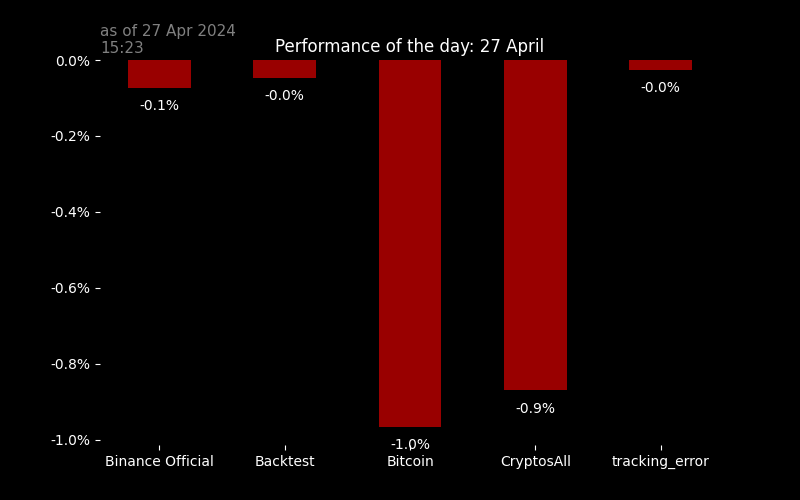 as of 27 Apr 2024
15:23
Performance of the day: 27 April
0.0%
-0.2%
-0.4%
-0.6%
-0.8%
-1.0%
-0.1%
-0.0%
-1.0%
-0.9%
-0.0%
Binance Official
Backtest
Bitcoin
CryptosAll
tracking_error